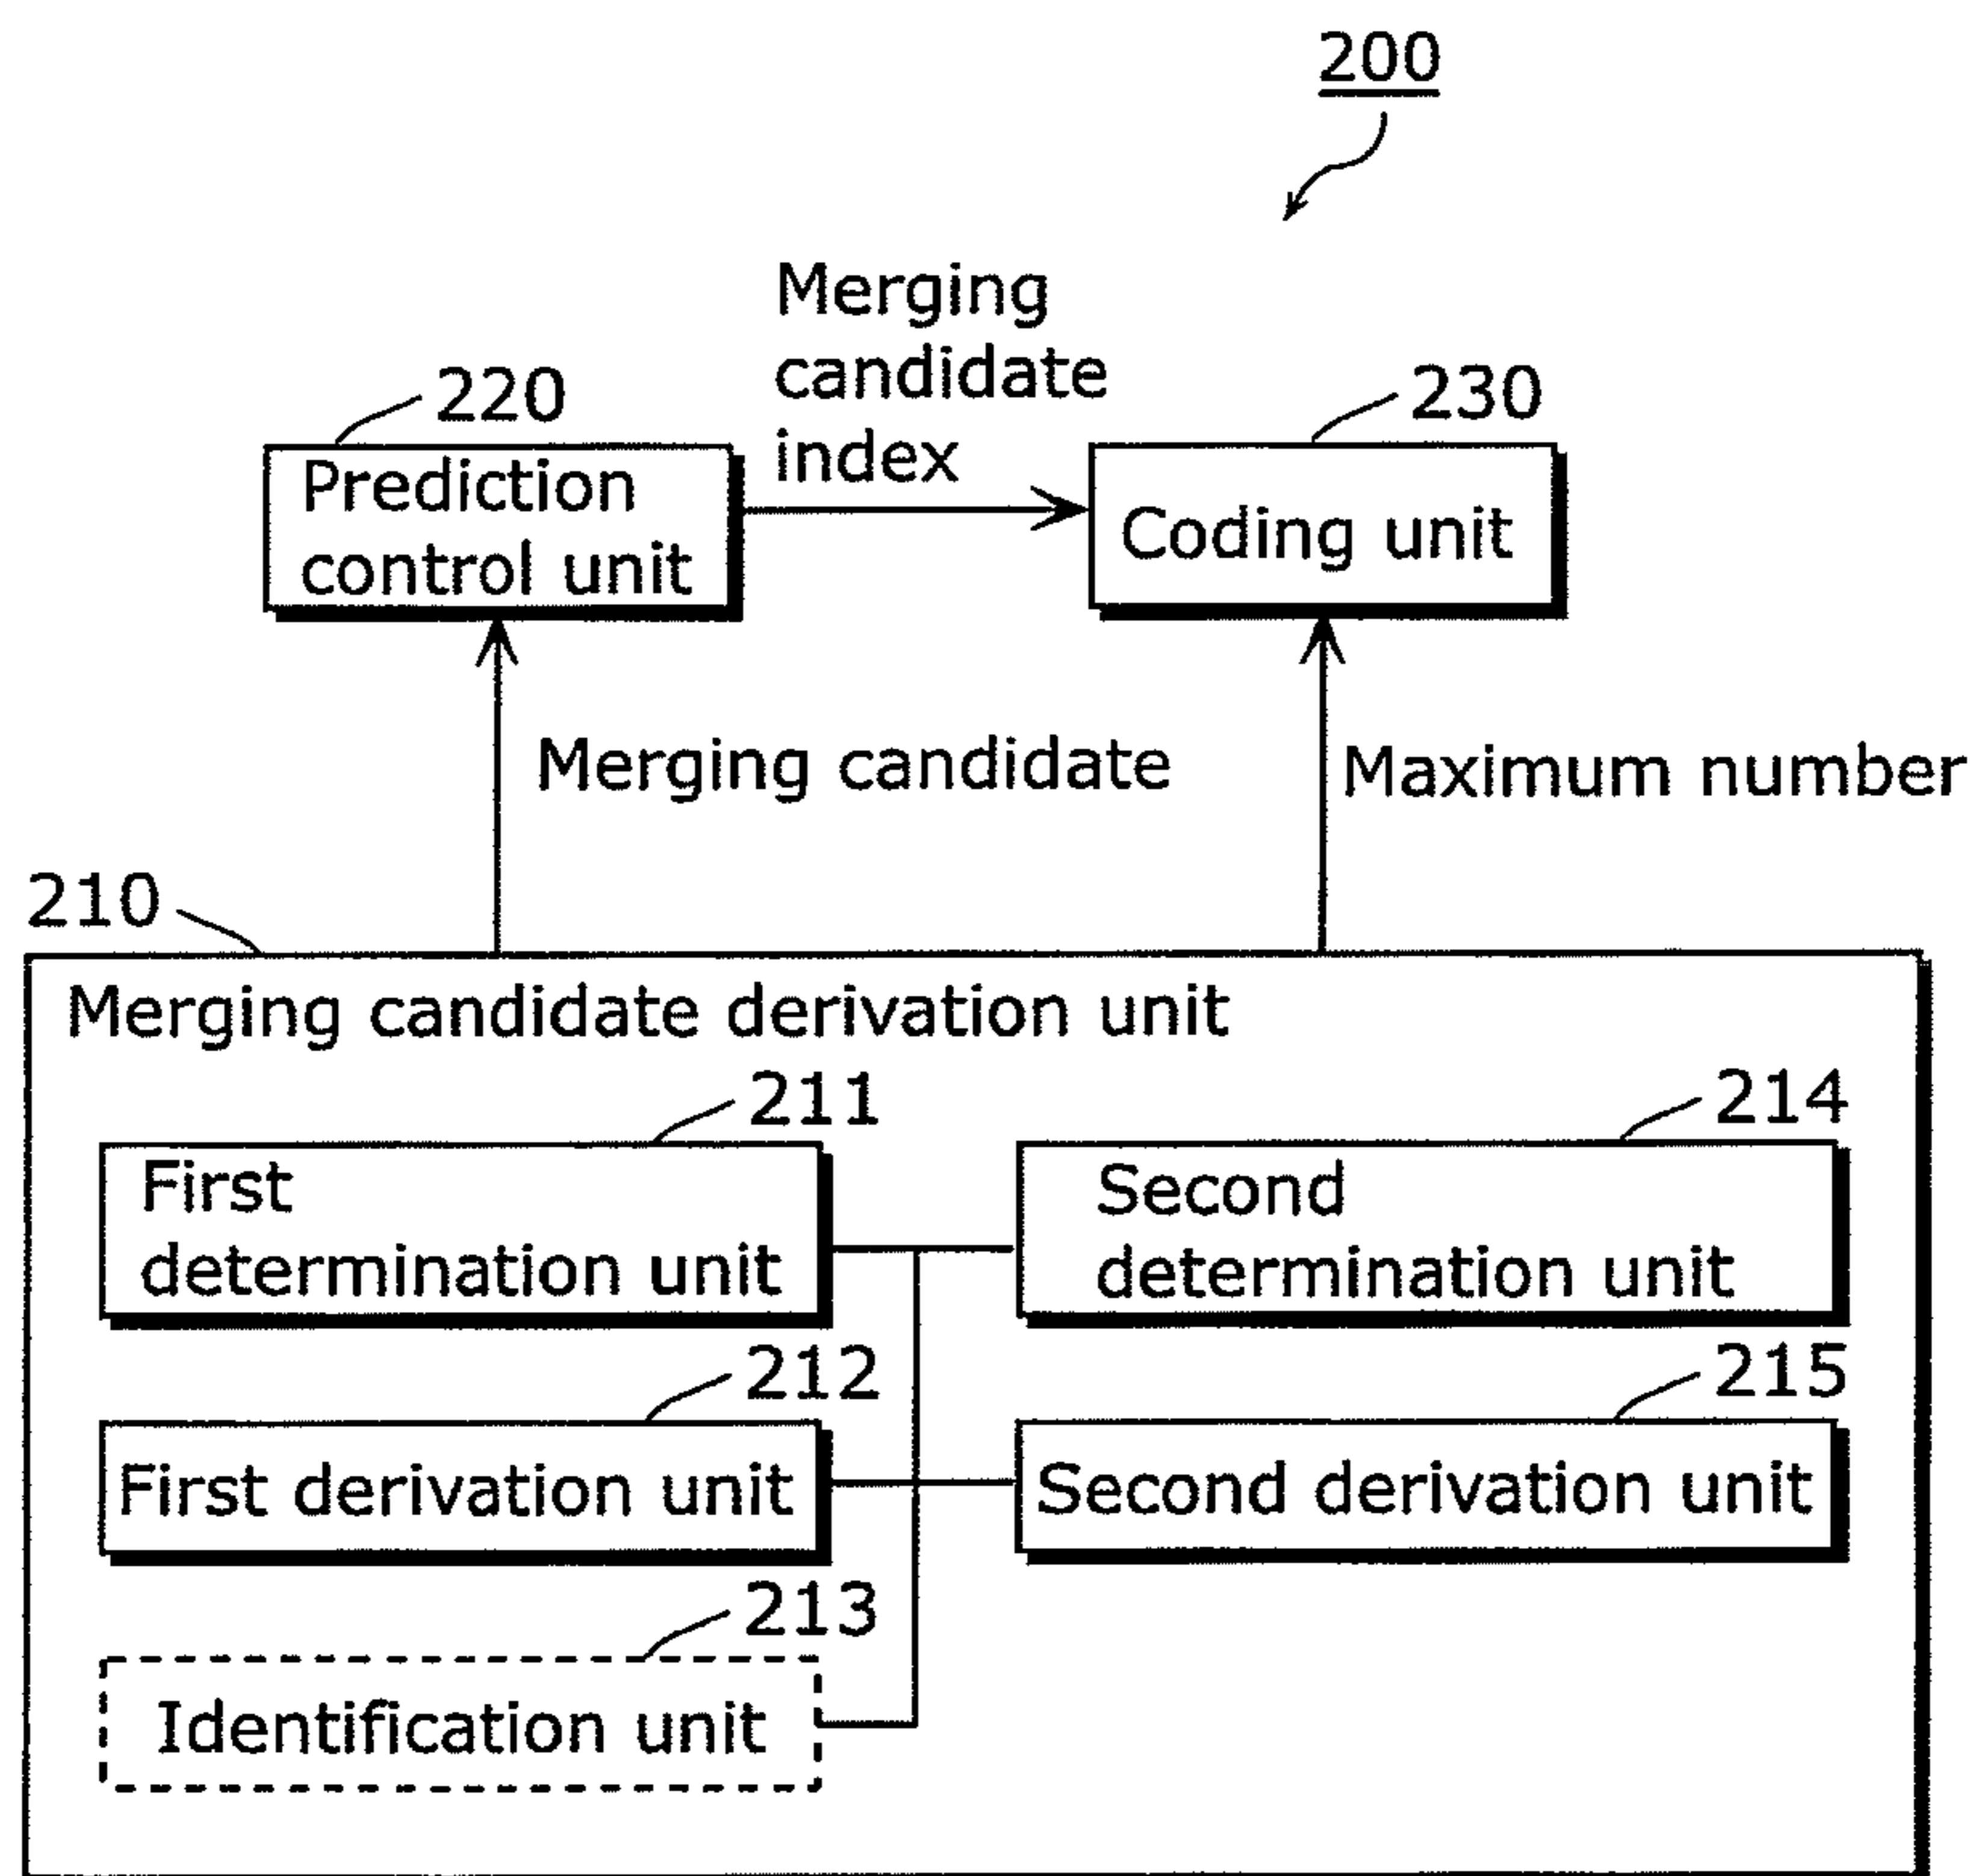 200
Merging
candidate
index
220
230
Prediction
control unit
Coding unit
Merging candidate
Maximum number
210
Merging candidate derivation unit
211
214
First
determination unit
Second
determination unit
212
215
First derivation unit
Second derivation unit
213
Identification unit